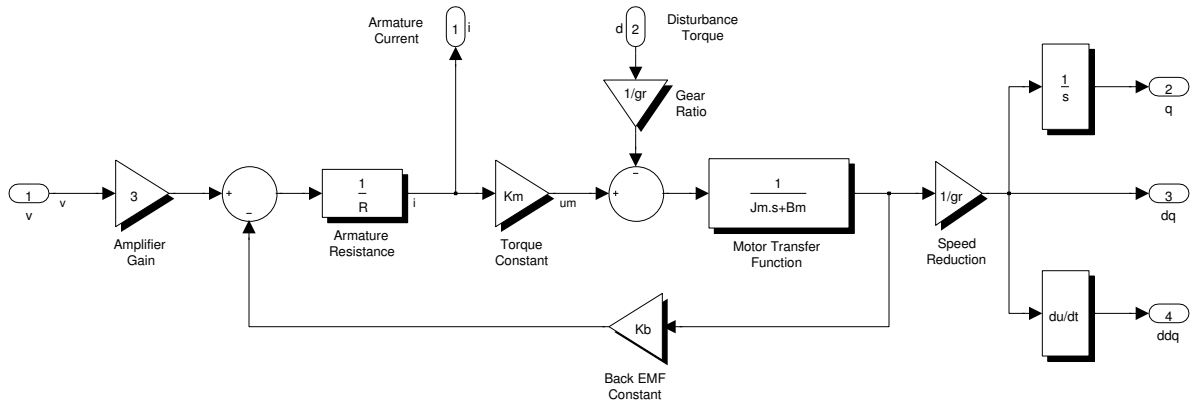 Armature
Current
1
i
d
2
Disturbance
Torque
1/gr
Gear
Ratio
1
s
2
q
1
v
v
3
Amplifier
Gain
+
−
1
R
i
Armature
Resistance
Km
um
Torque
Constant
+
−
1
Jm.s+Bm
Motor Transfer
Function
1/gr
Speed
Reduction
3
dq
du/dt
4
ddq
Kb
Back EMF
Constant